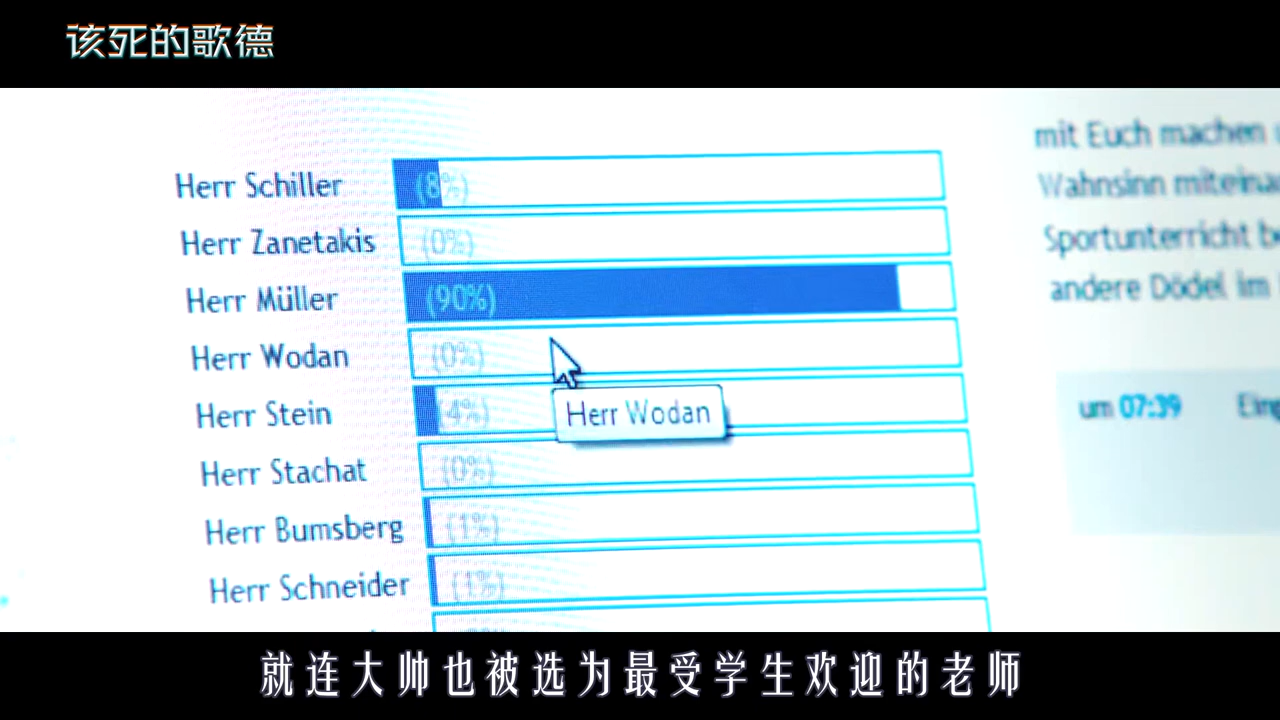 该死的歌德
mit Euch machen
Herr Schiller (8%)
Wahnsinn miteina
Herr Zanetakis (0%)
Sportunterricht b
Herr Müller (90%)
andere Dödel im
Herr Wodan (0%)
Herr Wodan
um 07:39
Herr Stein (4%)
Herr Stachat (0%)
Herr Bumsberg (1%)
Herr Schneider (1%)
就连大帅也被选为最受学生欢迎的老师